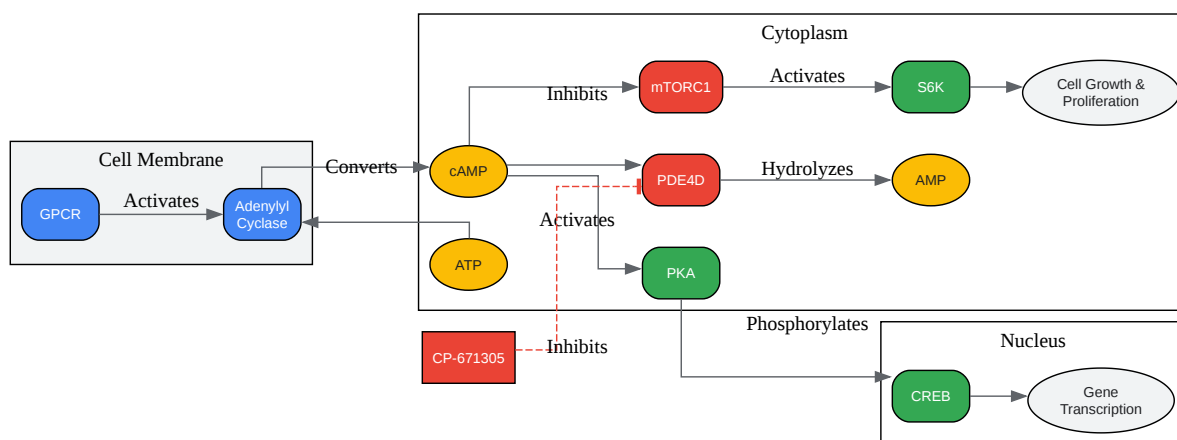 Cytoplasm
mTORC1
Activates
S6K
Cell Growth &
Proliferation
Inhibits
Cell Membrane
GPCR
Activates
Adenylyl
Cyclase
Converts
cAMP
PDE4D
Hydrolyzes
AMP
Activates
ATP
PKA
Phosphorylates
CP-671305
Inhibits
Nucleus
CREB
Gene
Transcription